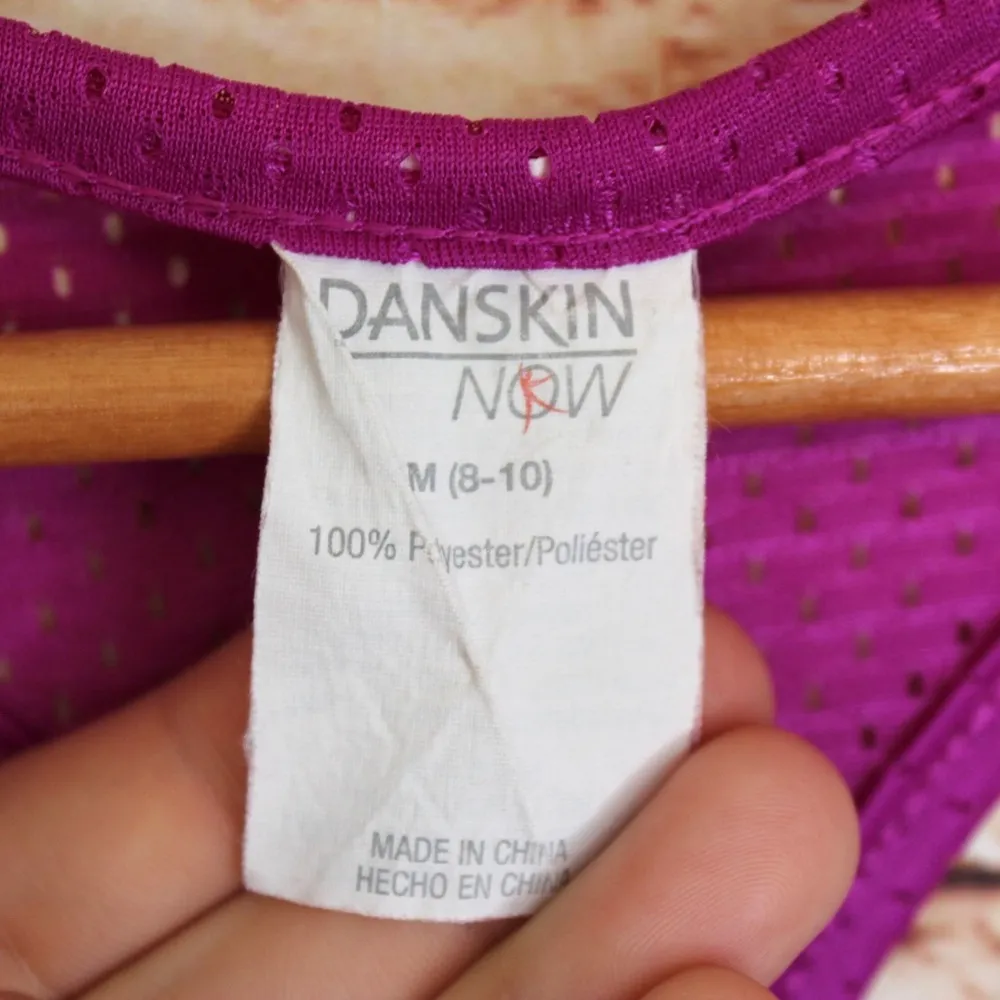 DANSKIN
NOW
M (8-10)
100% Polyester/Poliéster
MADE IN CHINA
HECHO EN CHINA